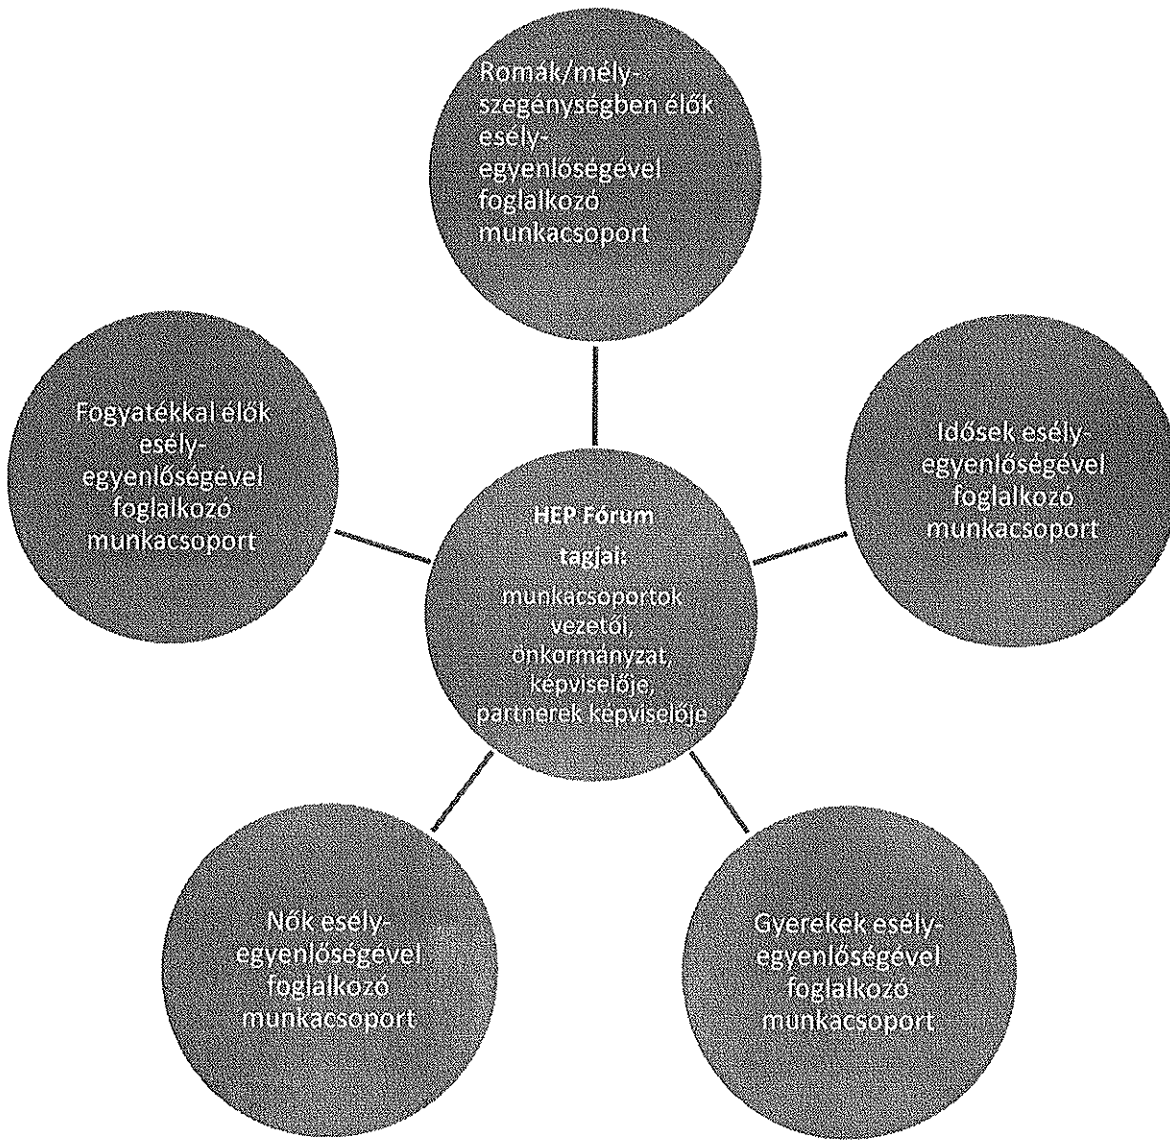 Romák/mély-
szegénységben élők
esély-
egyenlőségével
foglalkozó
munkacsoport
Fogyatékkal élők
esély-
egyenlőségével
foglalkozó
munkacsoport
Idősek esély-
egyenlőségével
foglalkozó
munkacsoport
HEP Fórum
tagjai:
munkacsoportok
vezetői,
önkormányzat,
képviselője,
partnerek képviselője
Nők esély-
egyenlőségével
foglalkozó
munkacsoport
Gyerekek esély-
egyenlőségével
foglalkozó
munkacsoport